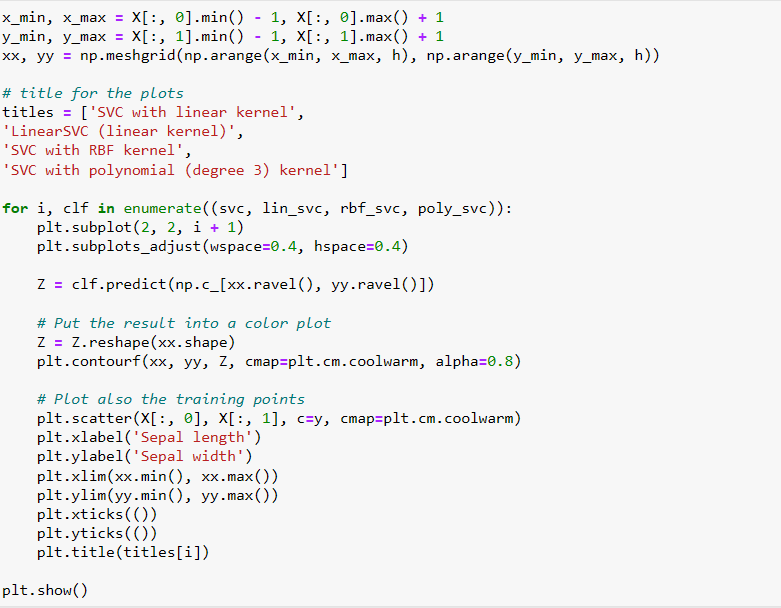 x_min, x_max = X[:, 0].min() - 1, X[:, 0].max() + 1
y_min, y_max = X[:, 1].min() - 1, X[:, 1].max() + 1
xx, yy = np.meshgrid(np.arange(x_min, x_max, h), np.arange(y_min, y_max, h))

# title for the plots
titles = ['SVC with linear kernel',
'LinearSVC (linear kernel)',
'SVC with RBF kernel',
'SVC with polynomial (degree 3) kernel']

for i, clf in enumerate((svc, lin_svc, rbf_svc, poly_svc)):
    plt.subplot(2, 2, i + 1)
    plt.subplots_adjust(wspace=0.4, hspace=0.4)

    Z = clf.predict(np.c_[xx.ravel(), yy.ravel()])

    # Put the result into a color plot
    Z = Z.reshape(xx.shape)
    plt.contourf(xx, yy, Z, cmap=plt.cm.coolwarm, alpha=0.8)

    # Plot also the training points
    plt.scatter(X[:, 0], X[:, 1], c=y, cmap=plt.cm.coolwarm)
    plt.xlabel('Sepal length')
    plt.ylabel('Sepal width')
    plt.xlim(xx.min(), xx.max())
    plt.ylim(yy.min(), yy.max())
    plt.xticks(())
    plt.yticks(())
    plt.title(titles[i])

plt.show()